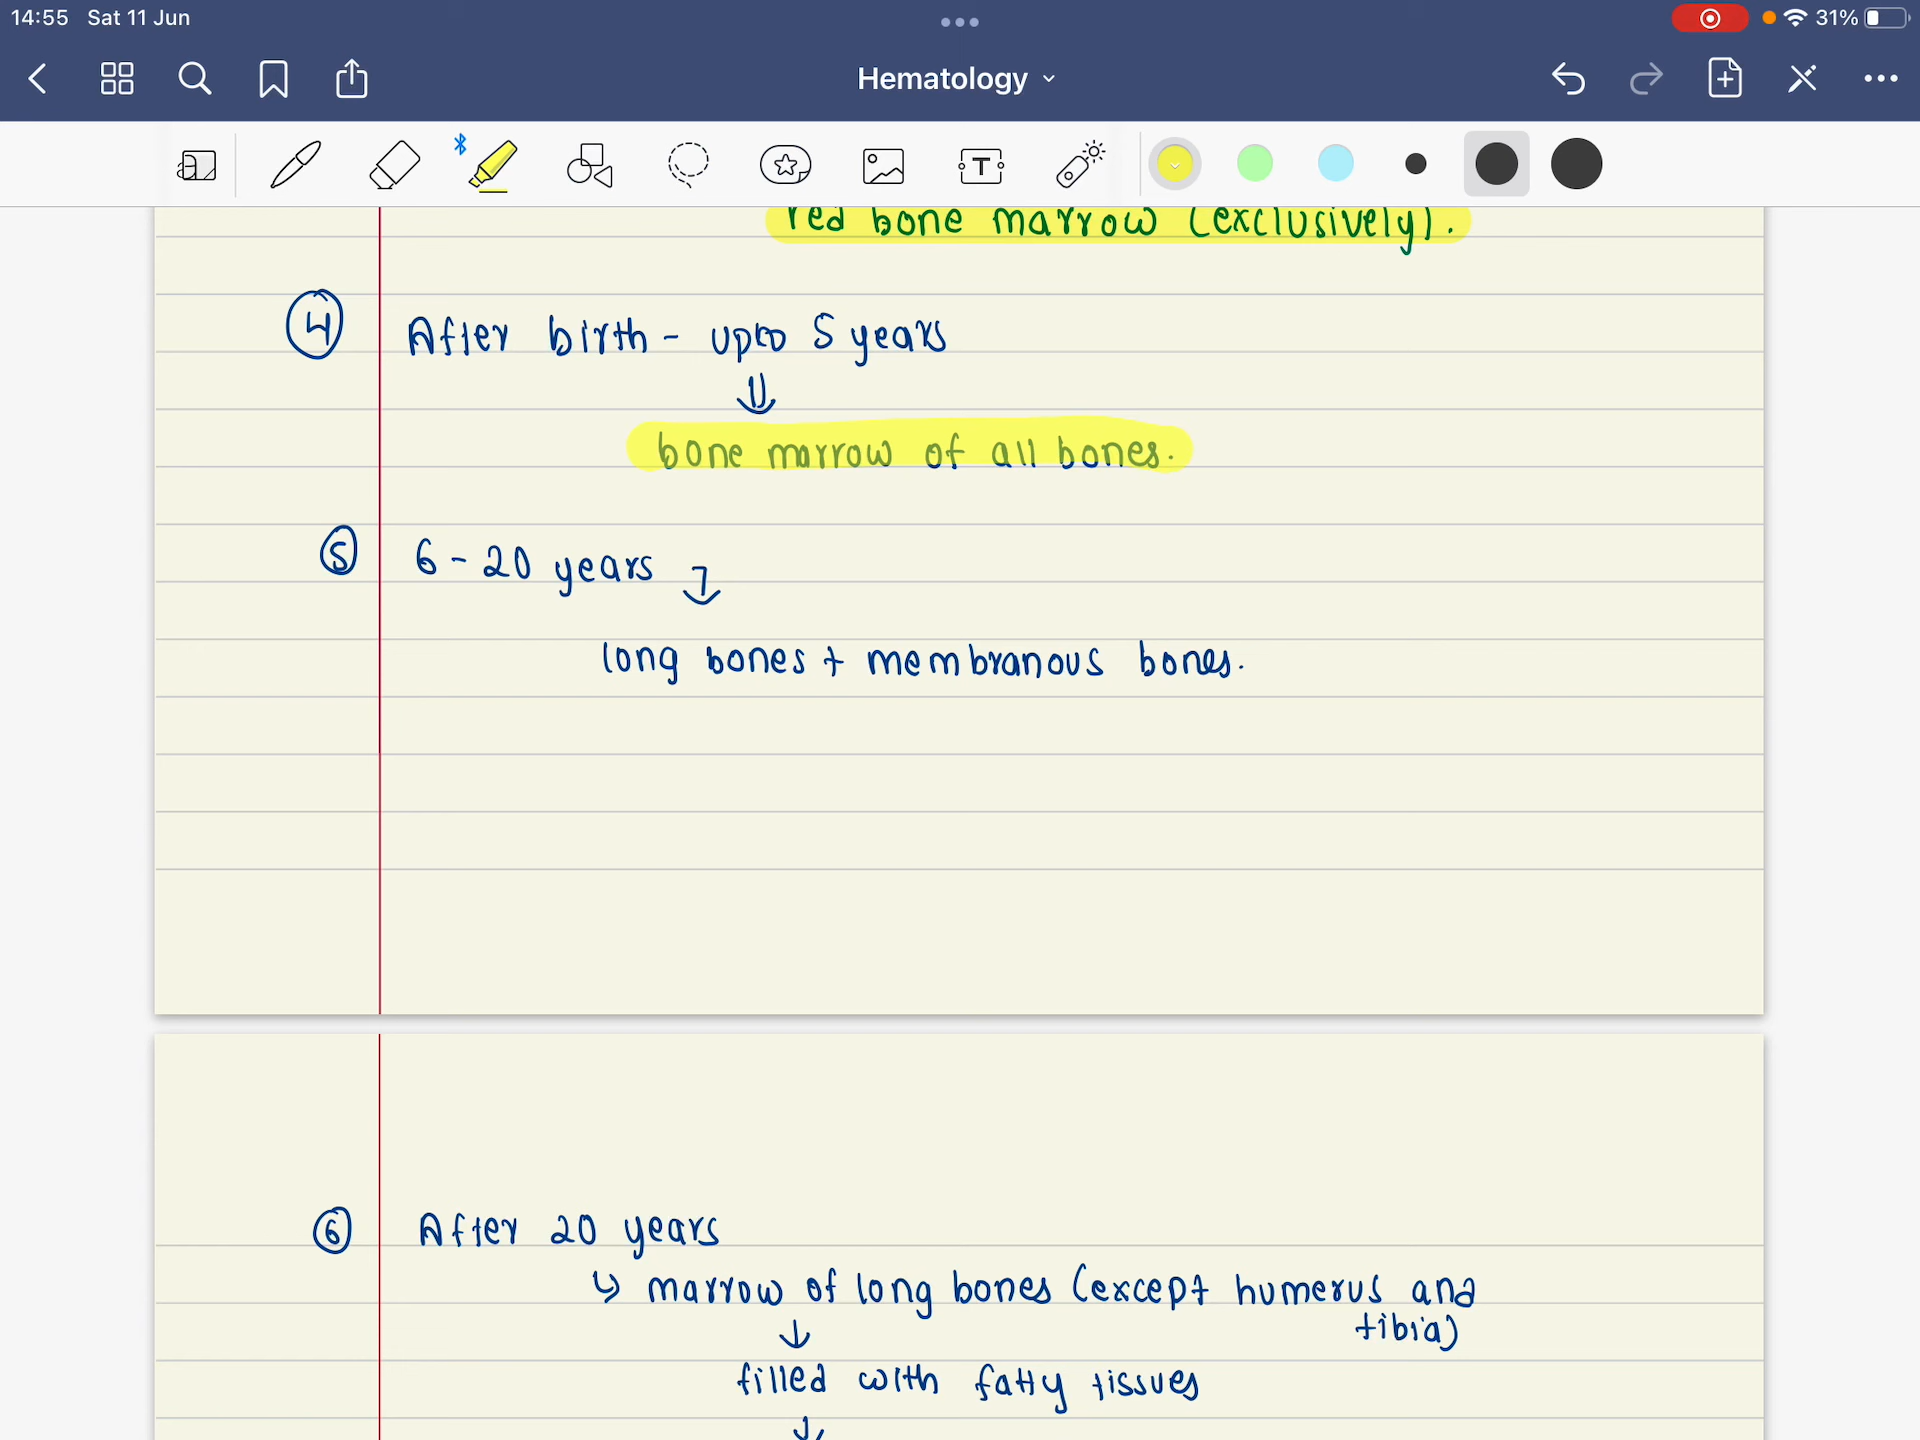 14:55 Sat 11 Jun
31%
Hematology
T
red bone marrow (exclusively).
4 After birth - upto 5 years
bone marrow of all bones.
5 6 - 20 years
long bones + membranous bones.
6 After 20 years
marrow of long bones (except humerus and
tibia)
filled with fatty tissues